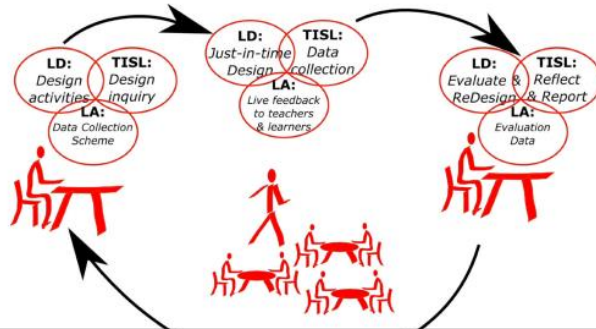 LD:
Design
activities
TISL:
Design
inquiry
LA:
Data Collection
Scheme
LD:
Just-in-time
Design
TISL:
Data
collection
LA:
Live feedback
to teachers
& learners
LD:
Evaluate &
ReDesign
TISL:
Reflect
& Report
LA:
Evaluation
Data